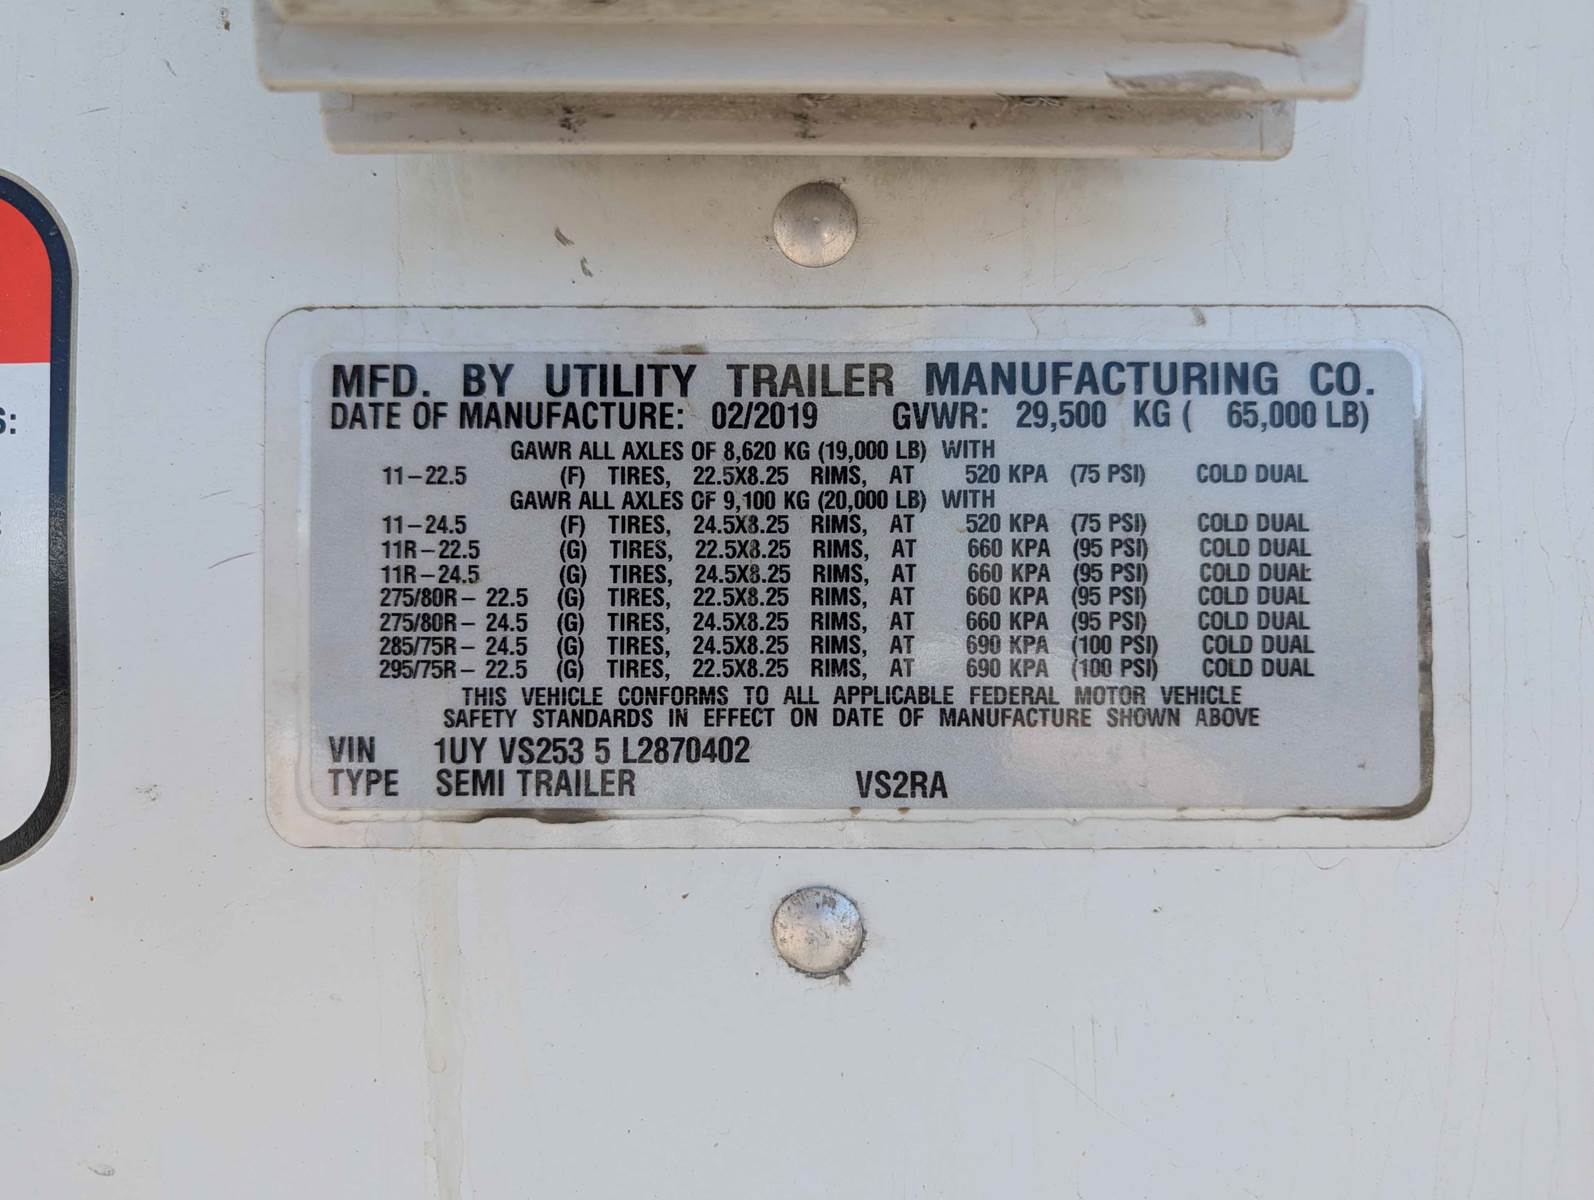 S:
MFD. BY UTILITY TRAILER MANUFACTURING CO.
DATE OF MANUFACTURE: 02/2019 GVWR: 29,500 KG ( 65,000 LB)
GAWR ALL AXLES OF 8,620 KG (19,000 LB) WITH
11-22.5 (F) TIRES, 22.5X8.25 RIMS, AT 520 KPA (75 PSI) COLD DUAL
GAWR ALL AXLES OF 9,100 KG (20,000 LB) WITH
11-24.5 (F) TIRES, 24.5X8.25 RIMS, AT 520 KPA (75 PSI) COLD DUAL
11R-22.5 (G) TIRES, 22.5X8.25 RIMS, AT 660 KPA (95 PSI) COLD DUAL
11R-24.5 (G) TIRES, 24.5X8.25 RIMS, AT 660 KPA (95 PSI) COLD DUAL
275/80R- 22.5 (G) TIRES, 22.5X8.25 RIMS, AT 660 KPA (95 PSI) COLD DUAL
275/80R- 24.5 (G) TIRES, 24.5X8.25 RIMS, AT 660 KPA (95 PSI) COLD DUAL
285/75R- 24.5 (G) TIRES, 24.5X8.25 RIMS, AT 690 KPA (100 PSI) COLD DUAL
295/75R- 22.5 (G) TIRES, 22.5X8.25 RIMS, AT 690 KPA (100 PSI) COLD DUAL
THIS VEHICLE CONFORMS TO ALL APPLICABLE FEDERAL MOTOR VEHICLE
SAFETY STANDARDS IN EFFECT ON DATE OF MANUFACTURE SHOWN ABOVE
VIN 1UY VS253 5 L2870402
TYPE SEMI TRAILER VS2RA